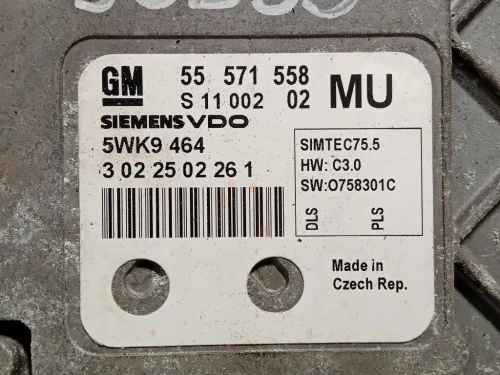 GM 55 571 558 MU
S 11 002 02
SIEMENS VDO
5WK9 464
3 02 25 02 26 1
SIMTEC75.5
HW: C3.0
SW:O758301C
DLS PLS
Made in
Czech Rep.